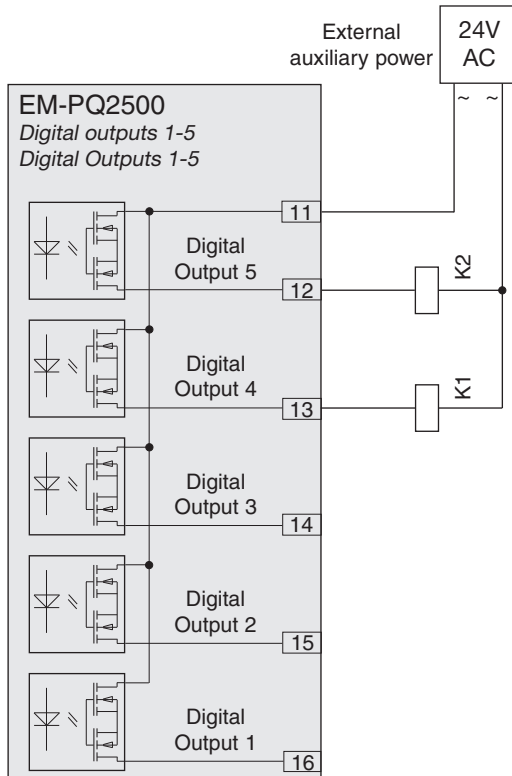 External
auxiliary power
24V
AC
~ ~
EM-PQ2500
Digital outputs 1-5
Digital Outputs 1-5
11
Digital
Output 5
12
K2
Digital
Output 4
13
K1
Digital
Output 3
14
Digital
Output 2
15
Digital
Output 1
16